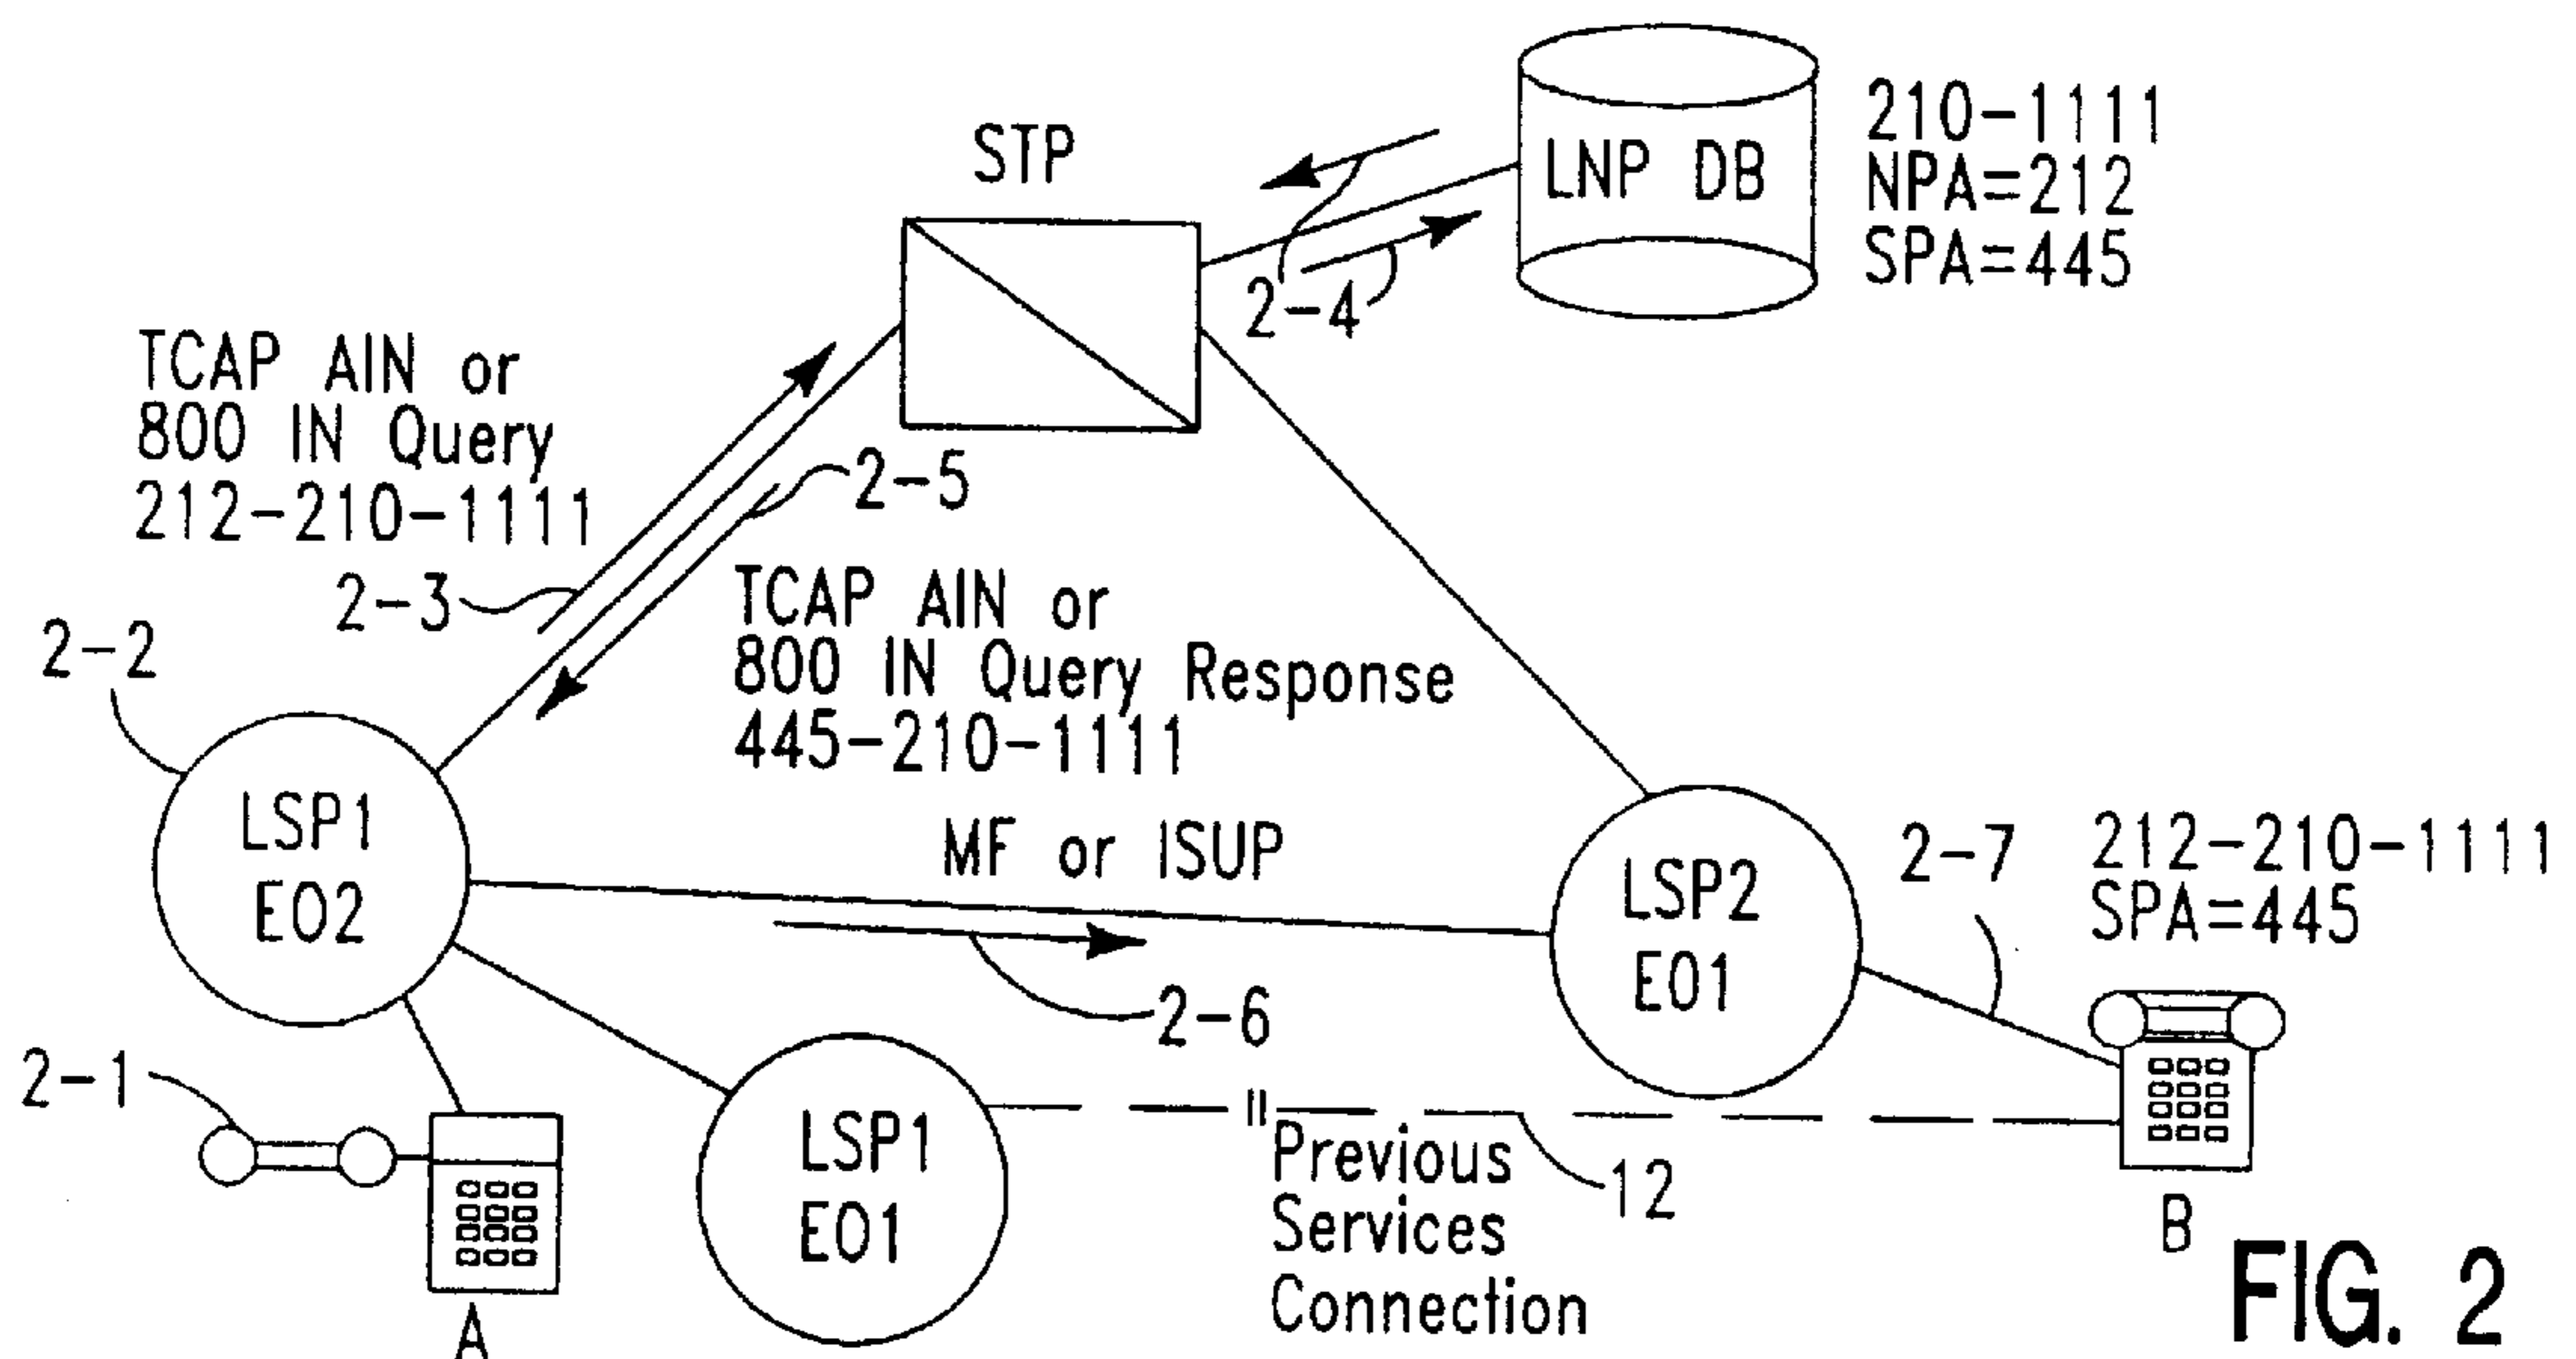 STP
LNP DB
210-1111
NPA=212
SPA=445
2-4
TCAP AIN or
800 IN Query
212-210-1111
2-5
2-3
TCAP AIN or
800 IN Query Response
445-210-1111
2-2
LSP1
EO2
MF or ISUP
2-6
LSP2
EO1
2-7
212-210-1111
SPA=445
2-1
A
LSP1
EO1
"Previous
Services
Connection
12
B
FIG. 2